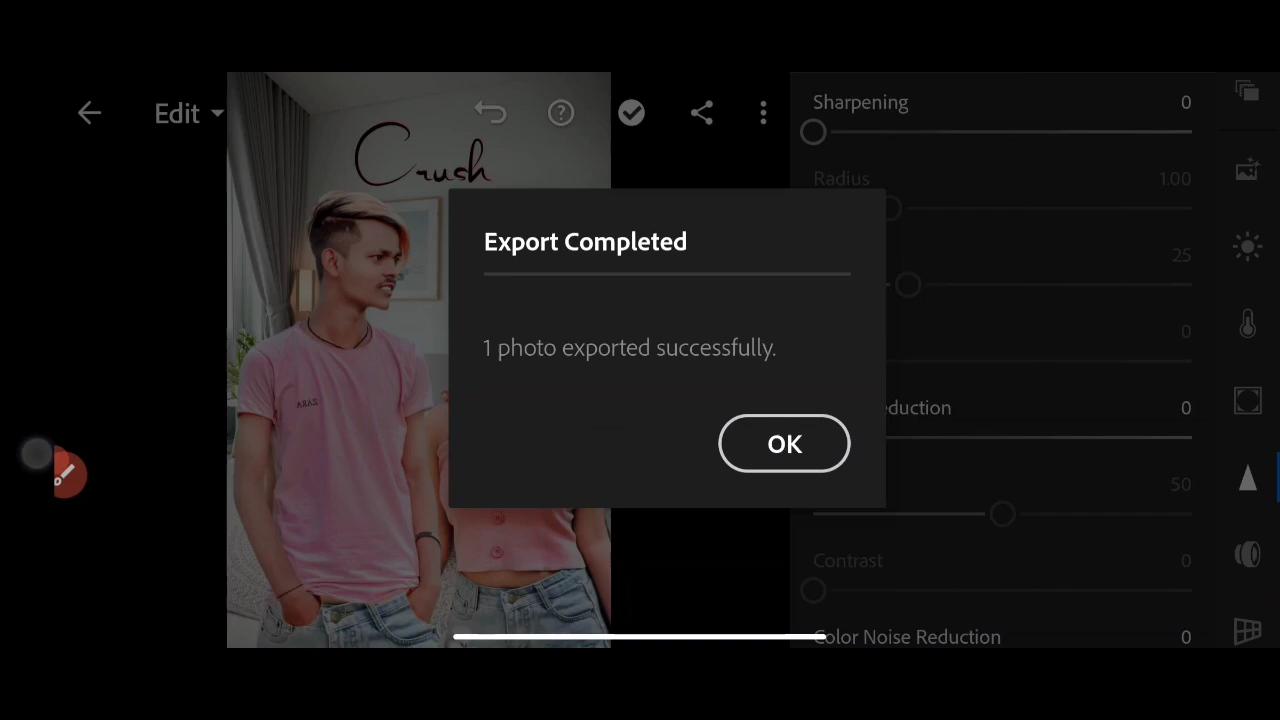 Edit
Crush
ZARA
Sharpening 0
Radius 1.00
25
0
Export Completed
1 photo exported successfully.
OK
eduction 0
50
Contrast 0
Color Noise Reduction 0